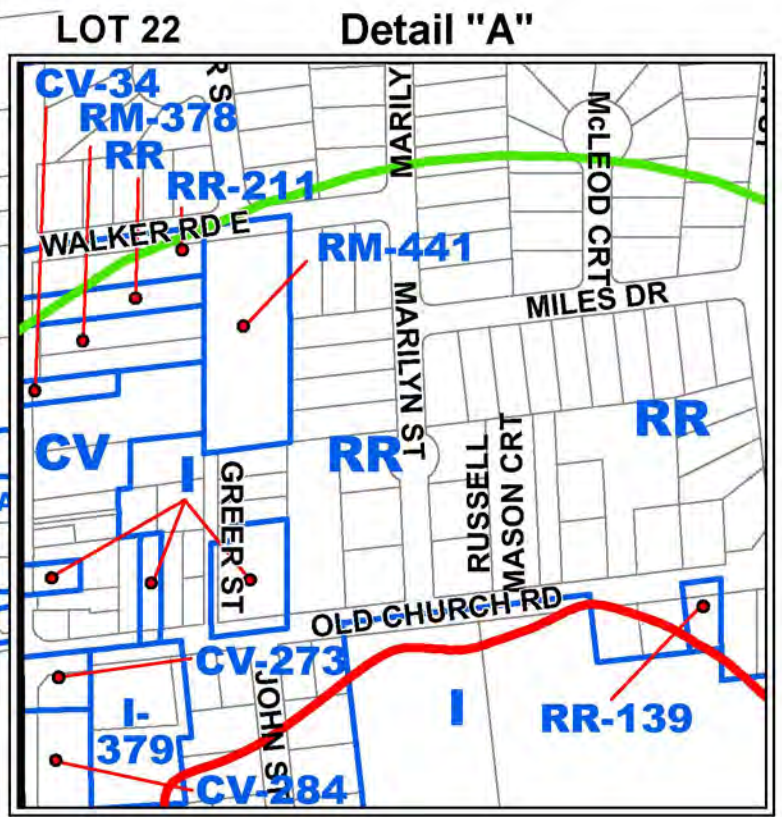 LOT 22
Detail "A"
CV-34
R S
MARILY
McLEOD CRT
RM-378
RR
RR-211
WALKER RD E
RM-441
MILES DR
MARILYN ST
RR
CV
I
RR
GREER ST
RUSSELL
MASON CRT
OLD CHURCH RD
CV-273
JOHN ST
I-
379
I
RR-139
CV-284